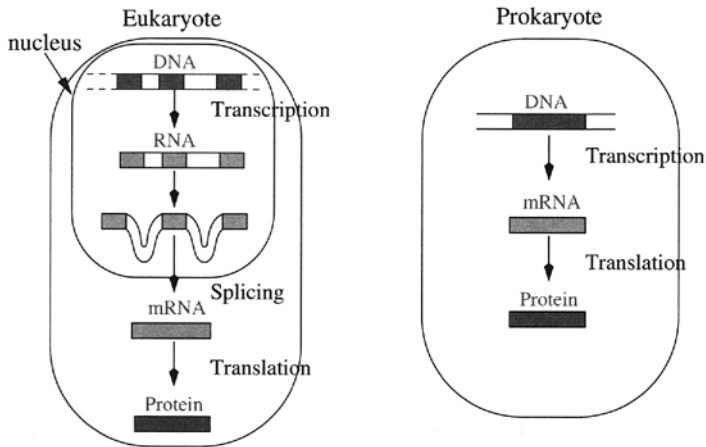 Eukaryote
nucleus
DNA
Transcription
RNA
Splicing
mRNA
Translation
Protein
Prokaryote
DNA
Transcription
mRNA
Translation
Protein